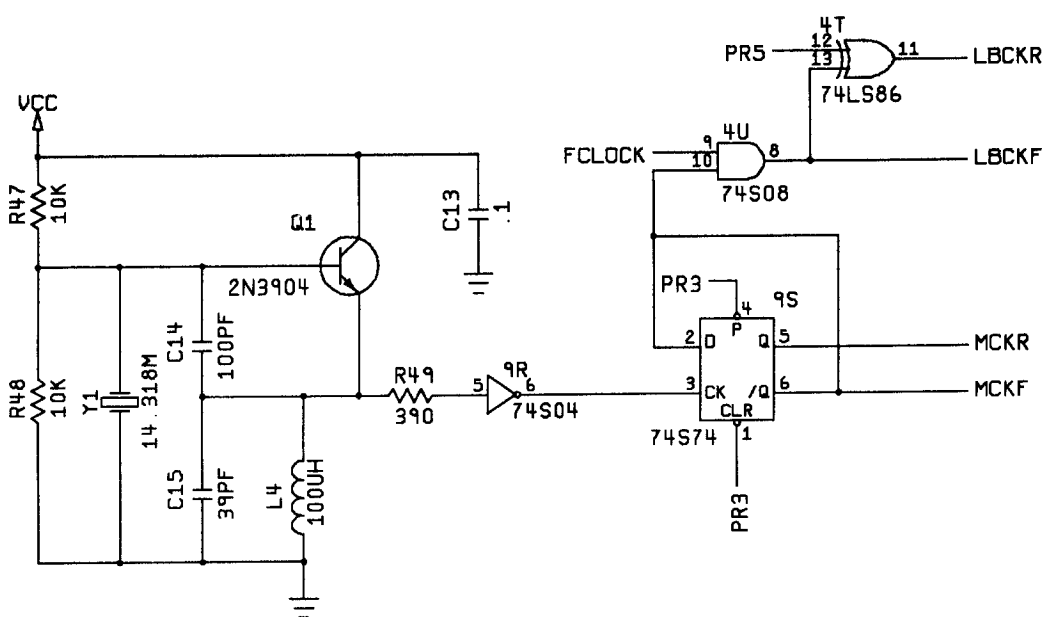 4T
12
PR5
11
LBCKR
13
74LS86
VCC
4U
9
FCLOCK
10
8
LBCKF
74S08
R47
10K
Q1
C13
.1
2N3904
PR3
4
9S
P
2
D
Q
5
MCKR
C14
100PF
R48
10K
Y1
14.318M
R49
390
5
9R
6
74S04
3
CK
/Q
6
MCKF
CLR
1
74S74
C15
39PF
L4
100UH
PR3